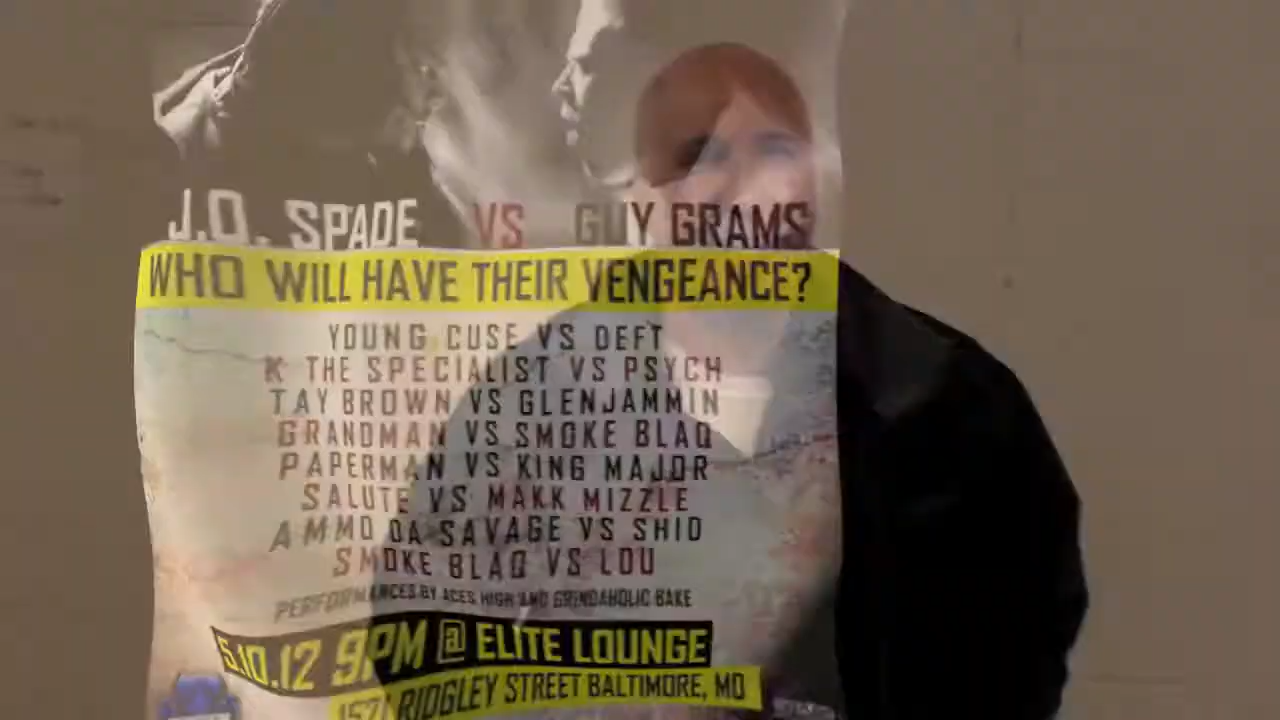 J.O. SPADE VS GUY GRAMS
WHO WILL HAVE THEIR VENGEANCE?
YOUNG CUSE VS DEFT
K THE SPECIALIST VS PSYCH
TAY BROWN VS GLENJAMMIN
GRANDMAN VS SMOKE BLAQ
PAPERMAN VS KING MAJOR
SALUTE VS MAKK MIZZLE
AMMO DA SAVAGE VS SHID
SMOKE BLAQ VS LOU
PERFORMANCES BY ACES HIGH AND GRINDAHOLIC BAKE
5.10.12 9PM @ ELITE LOUNGE
RIDGLEY STREET BALTIMORE, MD